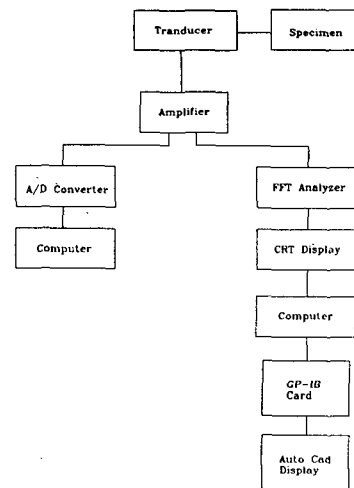 Tranducer
Specimen
Amplifier
A/D Converter
FFT Analyzer
Computer
CRT Display
Computer
GP-IB
Card
Auto Cad
Display